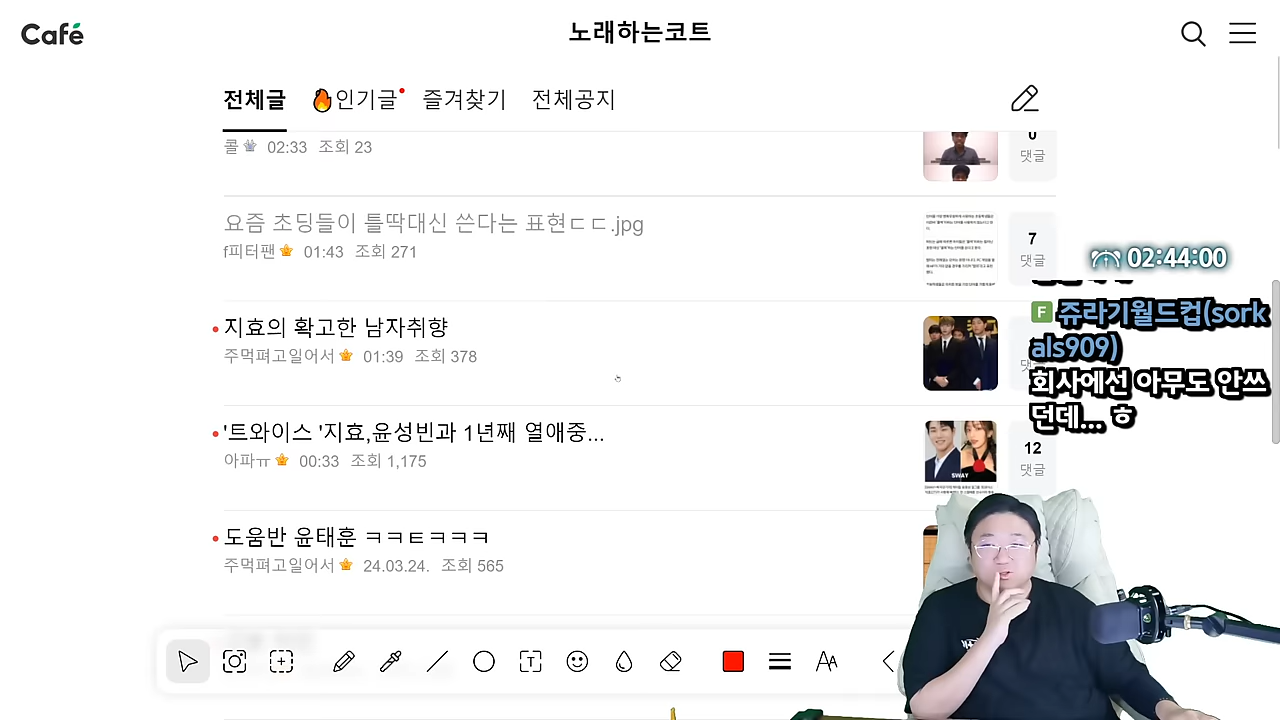 Café
노래하는코트
전체글 인기글 즐겨찾기 전체공지
콜 02:33 조회 23
0
댓글
요즘 초딩들이 틀딱대신 쓴다는 표현ㄷㄷ.jpg
f피터팬 01:43 조회 271
7
댓글
지효의 확고한 남자취향
주먹펴고일어서 01:39 조회 378
'트와이스 '지효,윤성빈과 1년째 열애중...
아파ㅠ 00:33 조회 1,175
SWAY
12
댓글
도움반 윤태훈 ㅋㅋㅌㅋㅋㅋ
주먹펴고일어서 24.03.24. 조회 565
02:44:00
F 쥬라기월드컵(sork
als909)
회사에선 아무도 안쓰
던데... ㅎ